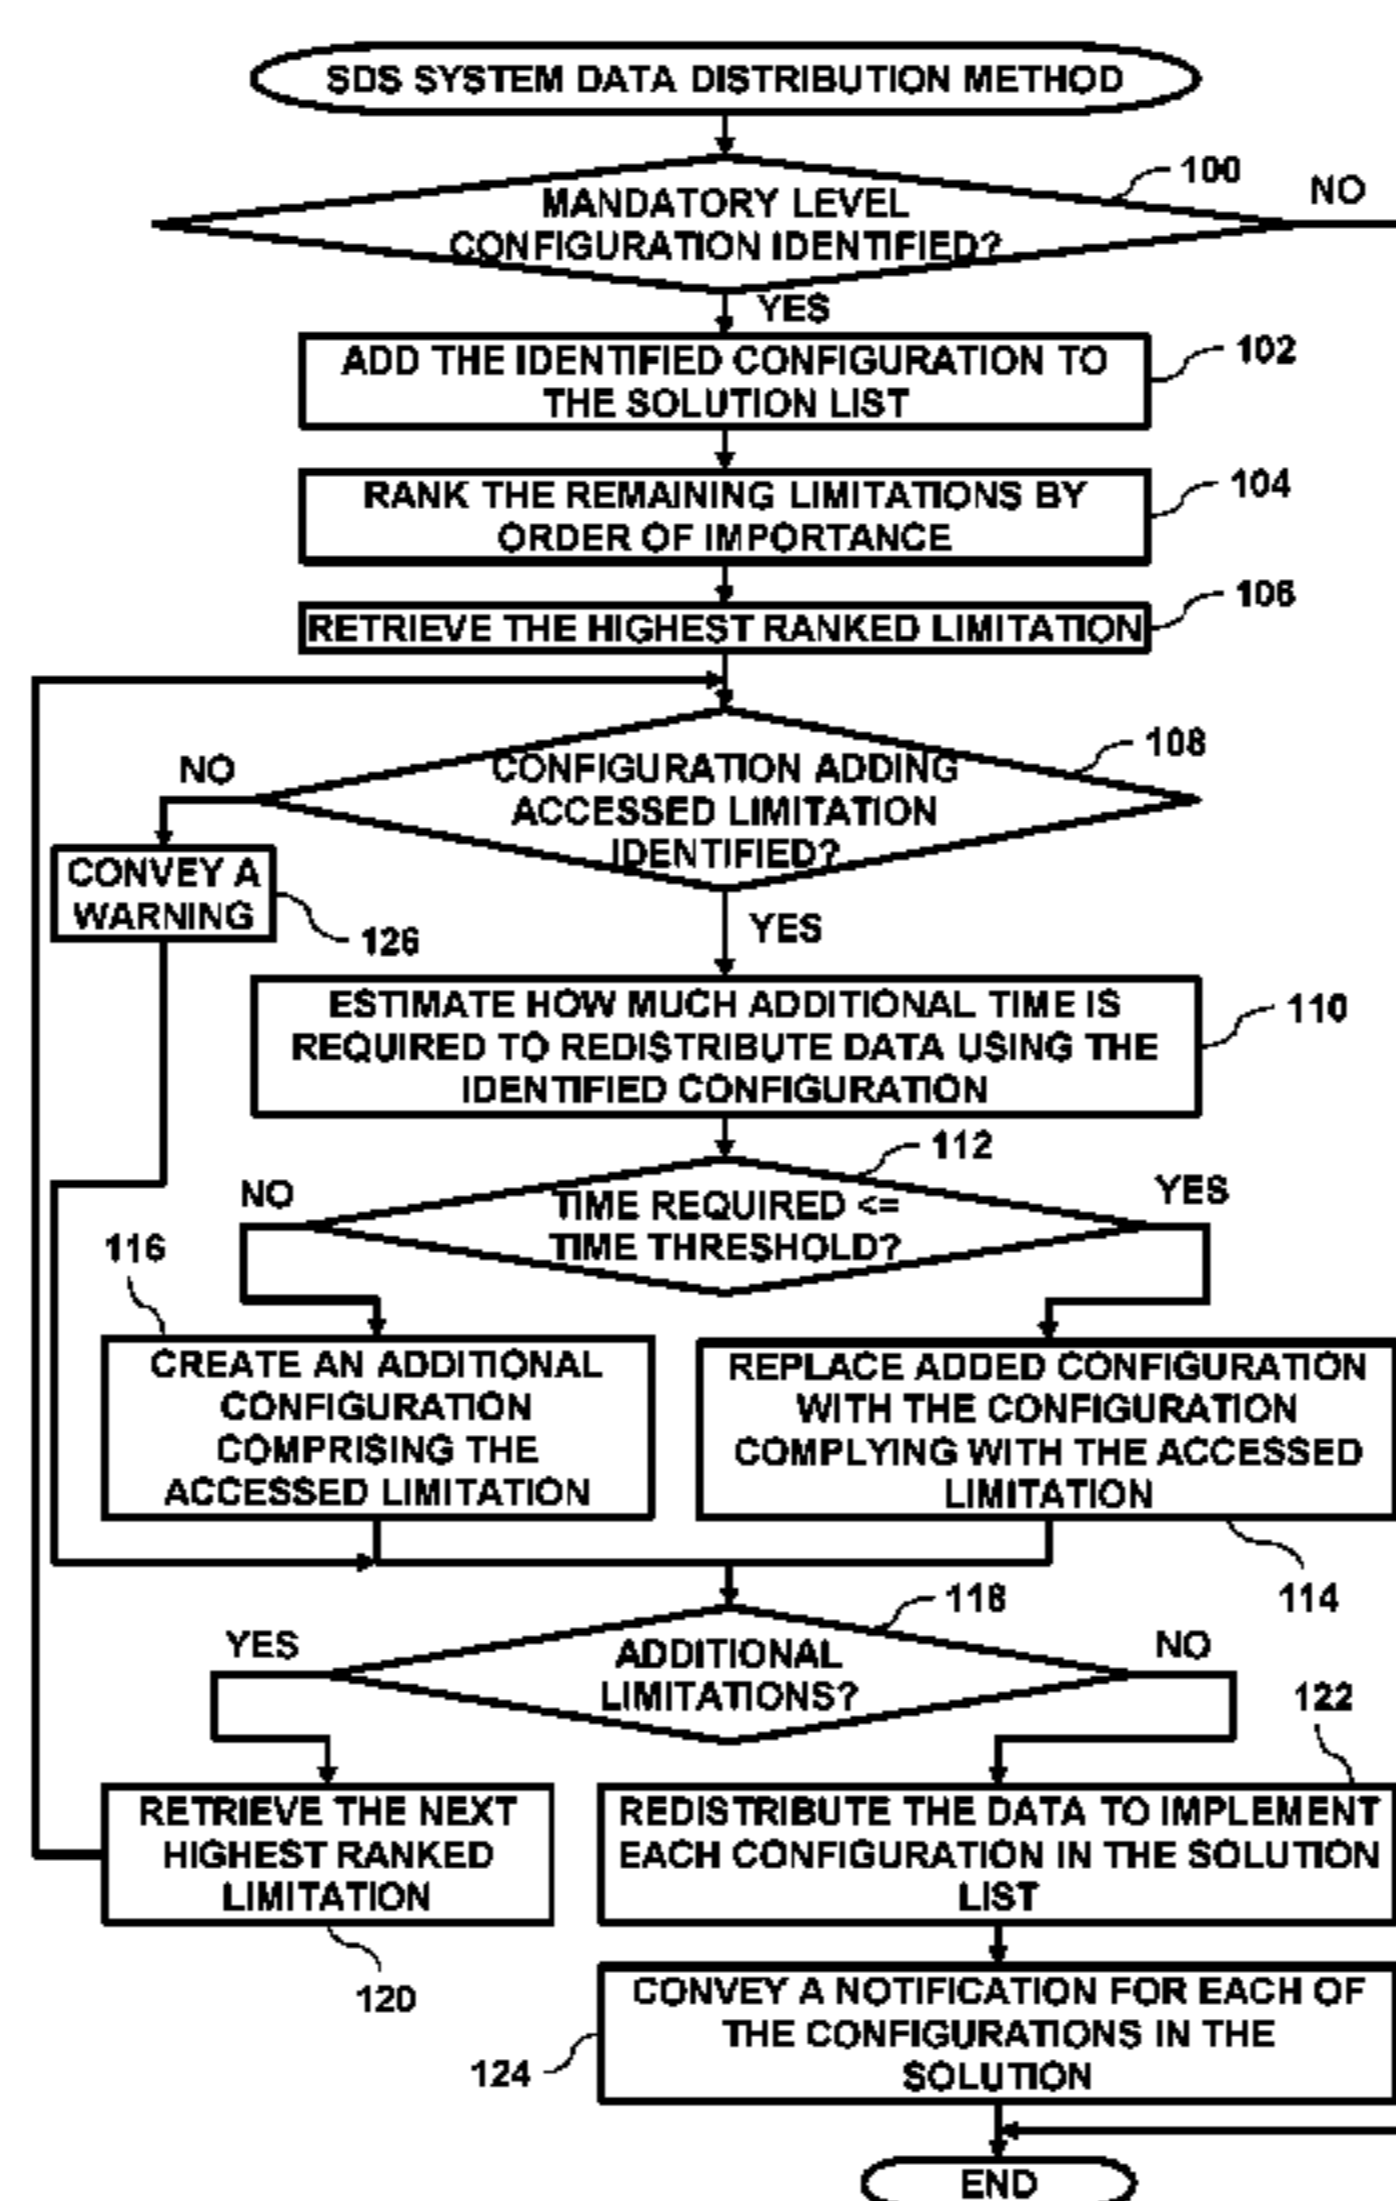 SDS SYSTEM DATA DISTRIBUTION METHOD
100
NO
MANDATORY LEVEL
CONFIGURATION IDENTIFIED?
YES
ADD THE IDENTIFIED CONFIGURATION TO
THE SOLUTION LIST
102
RANK THE REMAINING LIMITATIONS BY
ORDER OF IMPORTANCE
104
RETRIEVE THE HIGHEST RANKED LIMITATION
106
108
NO
CONFIGURATION ADDING
ACCESSED LIMITATION
IDENTIFIED?
CONVEY A
WARNING
126
YES
ESTIMATE HOW MUCH ADDITIONAL TIME IS
REQUIRED TO REDISTRIBUTE DATA USING THE
IDENTIFIED CONFIGURATION
110
112
NO
YES
TIME REQUIRED <=
TIME THRESHOLD?
116
CREATE AN ADDITIONAL
CONFIGURATION
COMPRISING THE
ACCESSED LIMITATION
REPLACE ADDED CONFIGURATION
WITH THE CONFIGURATION
COMPLYING WITH THE ACCESSED
LIMITATION
114
118
YES
NO
ADDITIONAL
LIMITATIONS?
122
RETRIEVE THE NEXT
HIGHEST RANKED
LIMITATION
120
REDISTRIBUTE THE DATA TO IMPLEMENT
EACH CONFIGURATION IN THE SOLUTION
LIST
CONVEY A NOTIFICATION FOR EACH OF
THE CONFIGURATIONS IN THE
SOLUTION
124
END